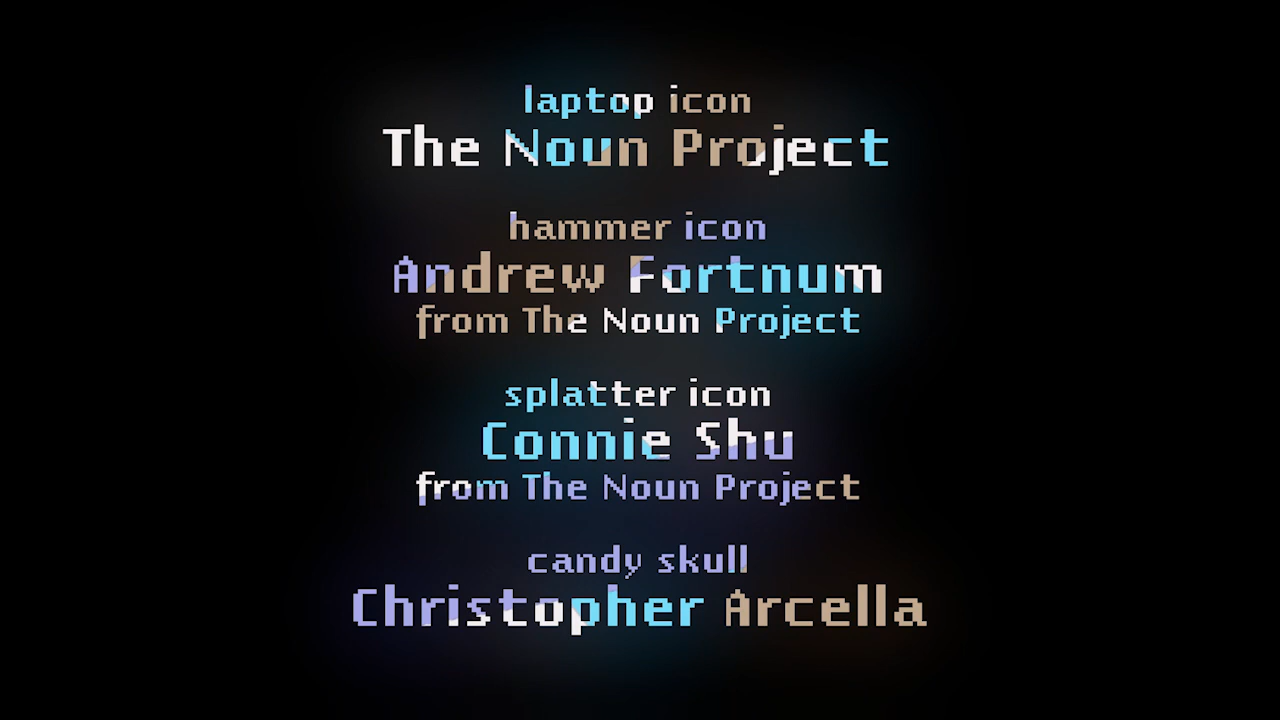 laptop icon
The Noun Project
hammer icon
Andrew Fortnum
from The Noun Project
splatter icon
Connie Shu
from The Noun Project
candy skull
Christopher Arcella